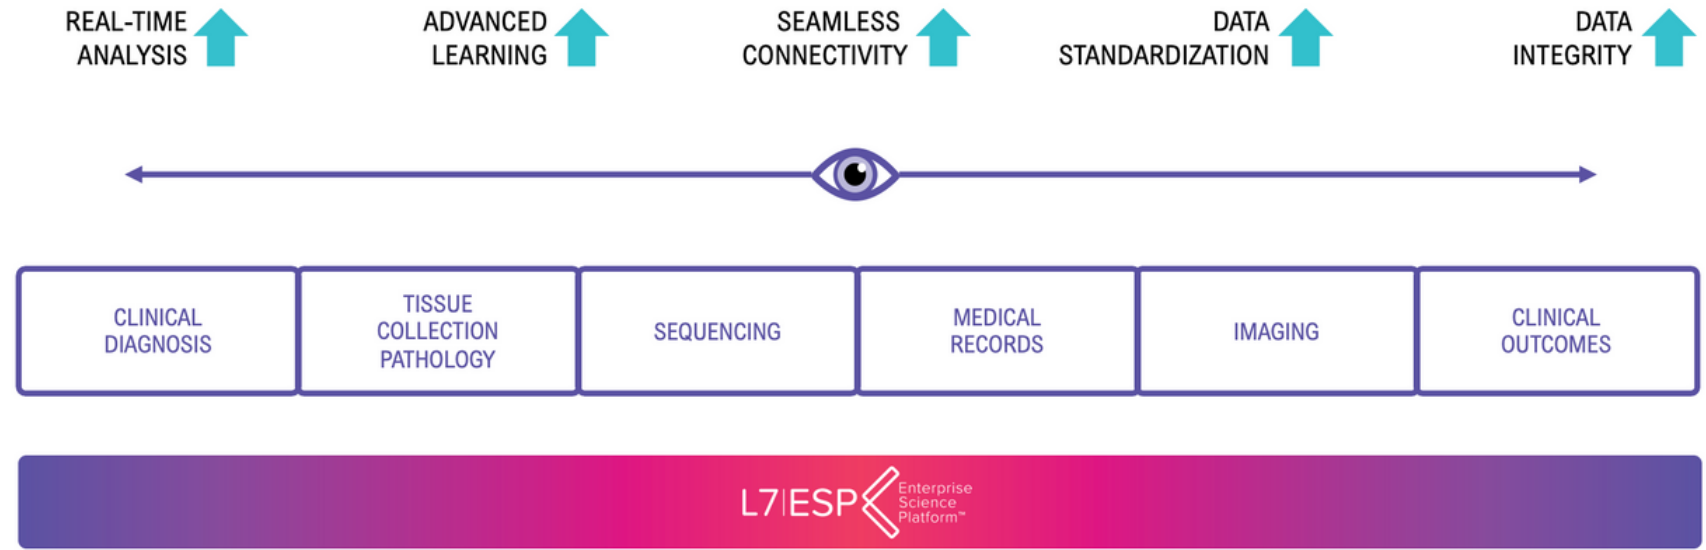 REAL-TIME
ANALYSIS
ADVANCED
LEARNING
SEAMLESS
CONNECTIVITY
DATA
STANDARDIZATION
DATA
INTEGRITY
CLINICAL
DIAGNOSIS
TISSUE
COLLECTION
PATHOLOGY
SEQUENCING
MEDICAL
RECORDS
IMAGING
CLINICAL
OUTCOMES
L7|ESP
Enterprise
Science
Platform™